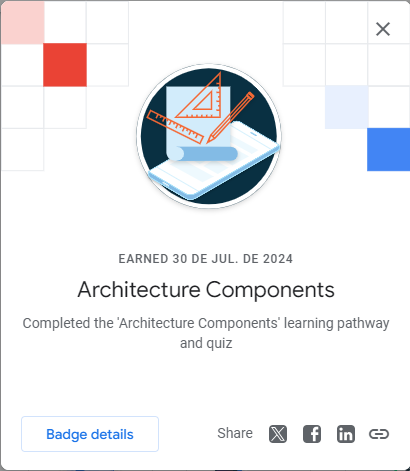 EARNED 30 DE JUL. DE 2024
Architecture Components
Completed the 'Architecture Components' learning pathway
and quiz
Badge details
Share